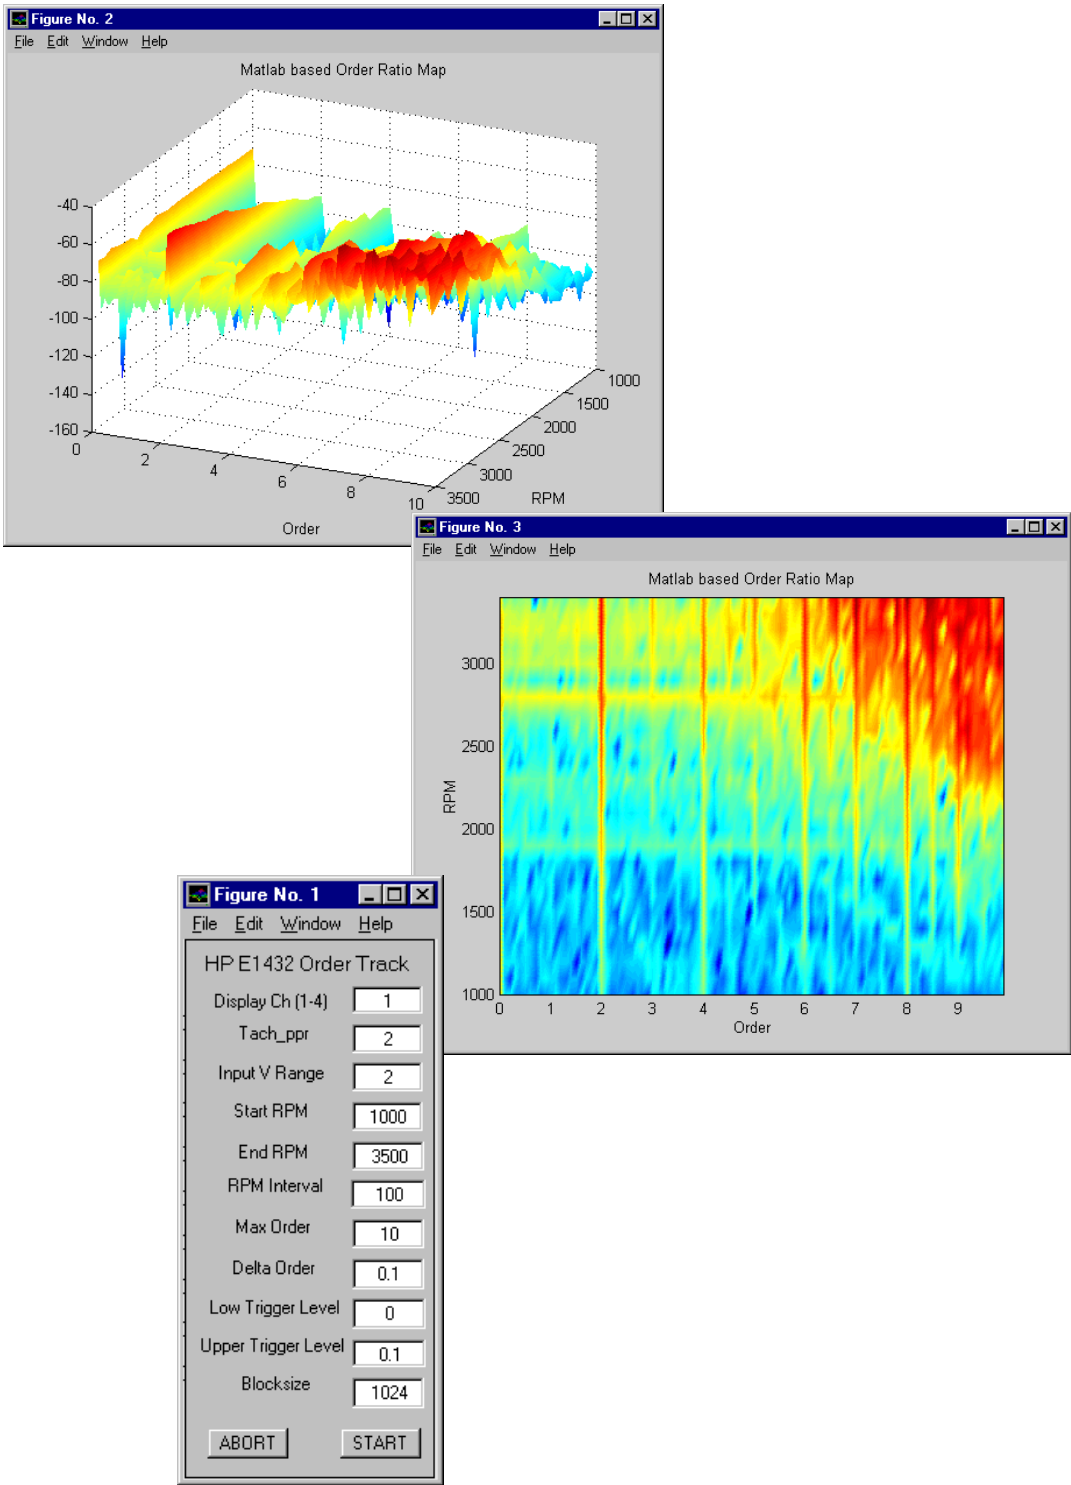 Figure No. 2
File Edit Window Help
Matlab based Order Ratio Map
-40
-60
-80
-100
-120
-140
-160
0
2
4
6
8
10
1000
1500
2000
2500
3000
3500
RPM
Order
Figure No. 3
File Edit Window Help
Matlab based Order Ratio Map
3000
2500
2000
1500
1000
RPM
0 1 2 3 4 5 6 7 8 9
Order
Figure No. 1
File Edit Window Help
HP E1432 Order Track
Display Ch (1-4) 1
Tach_ppr 2
Input V Range 2
Start RPM 1000
End RPM 3500
RPM Interval 100
Max Order 10
Delta Order 0.1
Low Trigger Level 0
Upper Trigger Level 0.1
Blocksize 1024
ABORT START